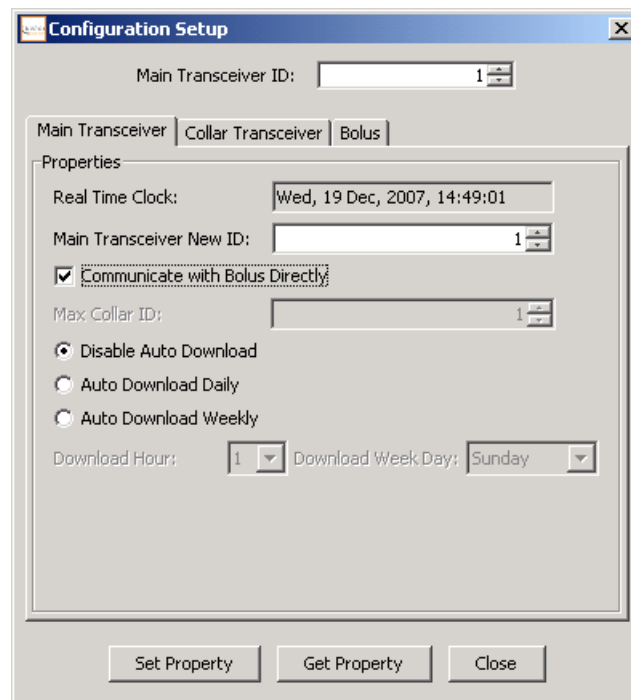 Configuration Setup
Main Transceiver ID: 1
Main Transceiver Collar Transceiver Bolus
Properties
Real Time Clock: Wed, 19 Dec, 2007, 14:49:01
Main Transceiver New ID: 1
Communicate with Bolus Directly
Max Collar ID: 1
Disable Auto Download
Auto Download Daily
Auto Download Weekly
Download Hour: 1 Download Week Day: Sunday
Set Property Get Property Close